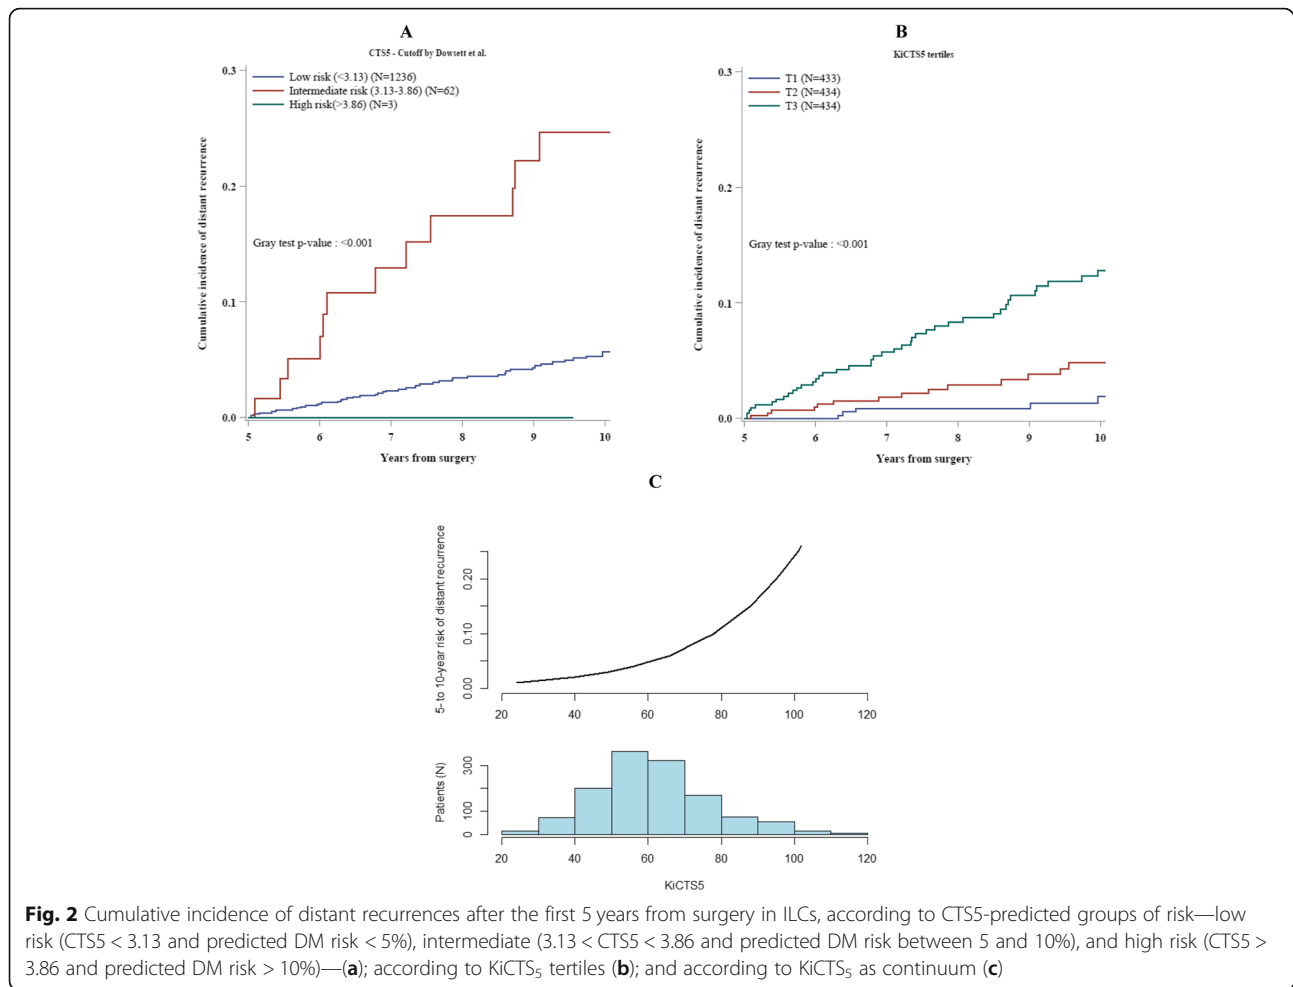 A
CTS5 - Cutoff by Dowsett et al.
0.3
Low risk (<3.13) (N=1236)
Intermediate risk (3.13-3.86) (N=62)
High risk(>3.86) (N=3)
Cumulative incidence of distant recurrence
0.2
Gray test p-value : <0.001
0.1
0.0
5 6 7 8 9 10
Years from surgery
B
KiCTS5 tertiles
0.3
T1 (N=433)
T2 (N=434)
T3 (N=434)
Cumulative incidence of distant recurrence
0.2
Gray test p-value : <0.001
0.1
0.0
5 6 7 8 9 10
Years from surgery
C
5- to 10-year risk of distant recurrence
0.00 0.10 0.20
20 40 60 80 100 120
Patients (N)
0 100 300
20 40 60 80 100 120
KiCTS5
Fig. 2 Cumulative incidence of distant recurrences after the first 5 years from surgery in ILCs, according to CTS5-predicted groups of risk—low
risk (CTS5 < 3.13 and predicted DM risk < 5%), intermediate (3.13 < CTS5 < 3.86 and predicted DM risk between 5 and 10%), and high risk (CTS5 >
3.86 and predicted DM risk > 10%)—(a); according to KiCTS₅ tertiles (b); and according to KiCTS₅ as continuum (c)